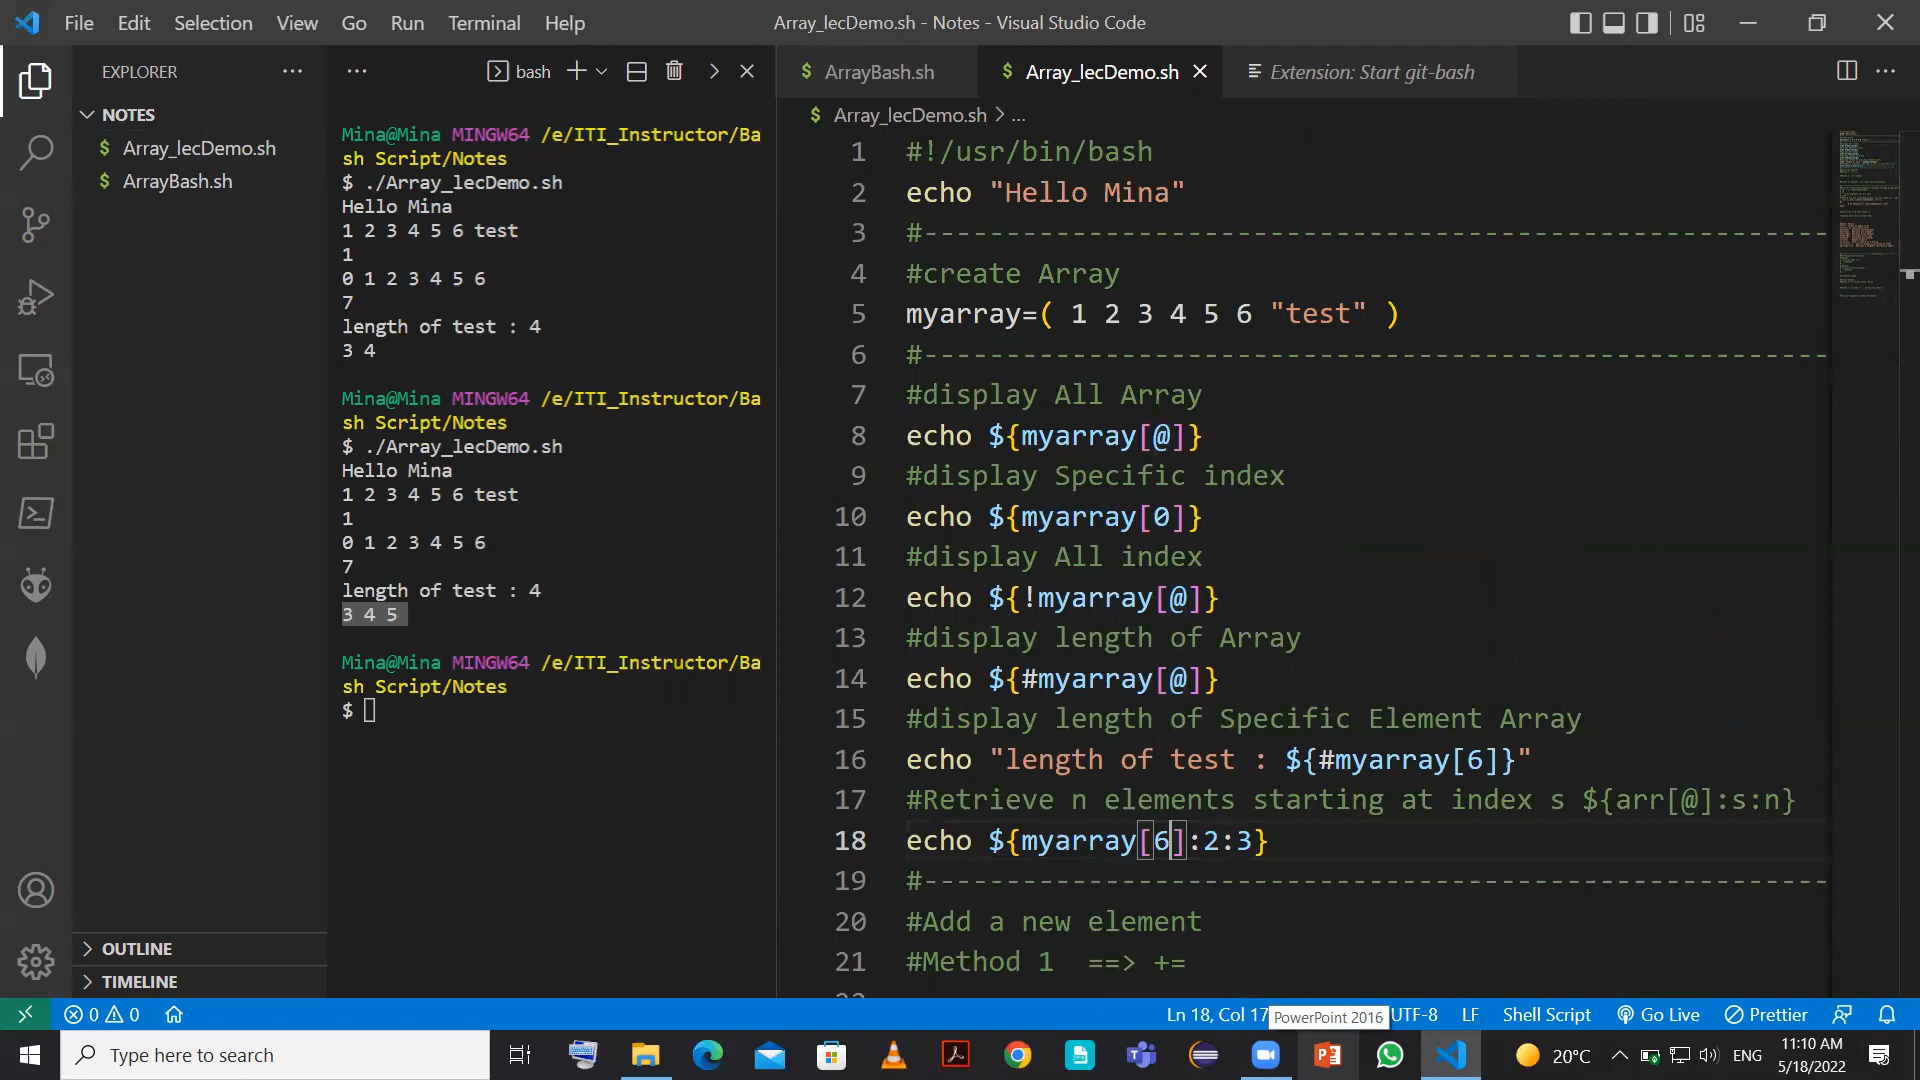 File Edit Selection View Go Run Terminal Help
Array_lecDemo.sh - Notes - Visual Studio Code
EXPLORER
NOTES
$ Array_lecDemo.sh
$ ArrayBash.sh
OUTLINE
TIMELINE
bash
Mina@Mina MINGW64 /e/ITI_Instructor/Ba
sh Script/Notes
$ ./Array_lecDemo.sh
Hello Mina
1 2 3 4 5 6 test
1
0 1 2 3 4 5 6
7
length of test : 4
3 4
Mina@Mina MINGW64 /e/ITI_Instructor/Ba
sh Script/Notes
$ ./Array_lecDemo.sh
Hello Mina
1 2 3 4 5 6 test
1
0 1 2 3 4 5 6
7
length of test : 4
3 4 5
Mina@Mina MINGW64 /e/ITI_Instructor/Ba
sh Script/Notes
$
$ ArrayBash.sh
$ Array_lecDemo.sh
Extension: Start git-bash
$ Array_lecDemo.sh > ...
1 #!/usr/bin/bash
2 echo "Hello Mina"
3 #-------------------------------------------------------
4 #create Array
5 myarray=( 1 2 3 4 5 6 "test" )
6 #-------------------------------------------------------
7 #display All Array
8 echo ${myarray[@]}
9 #display Specific index
10 echo ${myarray[0]}
11 #display All index
12 echo ${!myarray[@]}
13 #display length of Array
14 echo ${#myarray[@]}
15 #display length of Specific Element Array
16 echo "length of test : ${#myarray[6]}"
17 #Retrieve n elements starting at index s ${arr[@]:s:n}
18 echo ${myarray[6]:2:3}
19 #-------------------------------------------------------
20 #Add a new element
21 #Method 1  ==> +=
0 0
Ln 18, Col 17
PowerPoint 2016
UTF-8 LF Shell Script Go Live Prettier
Type here to search
20°C
ENG
11:10 AM
5/18/2022